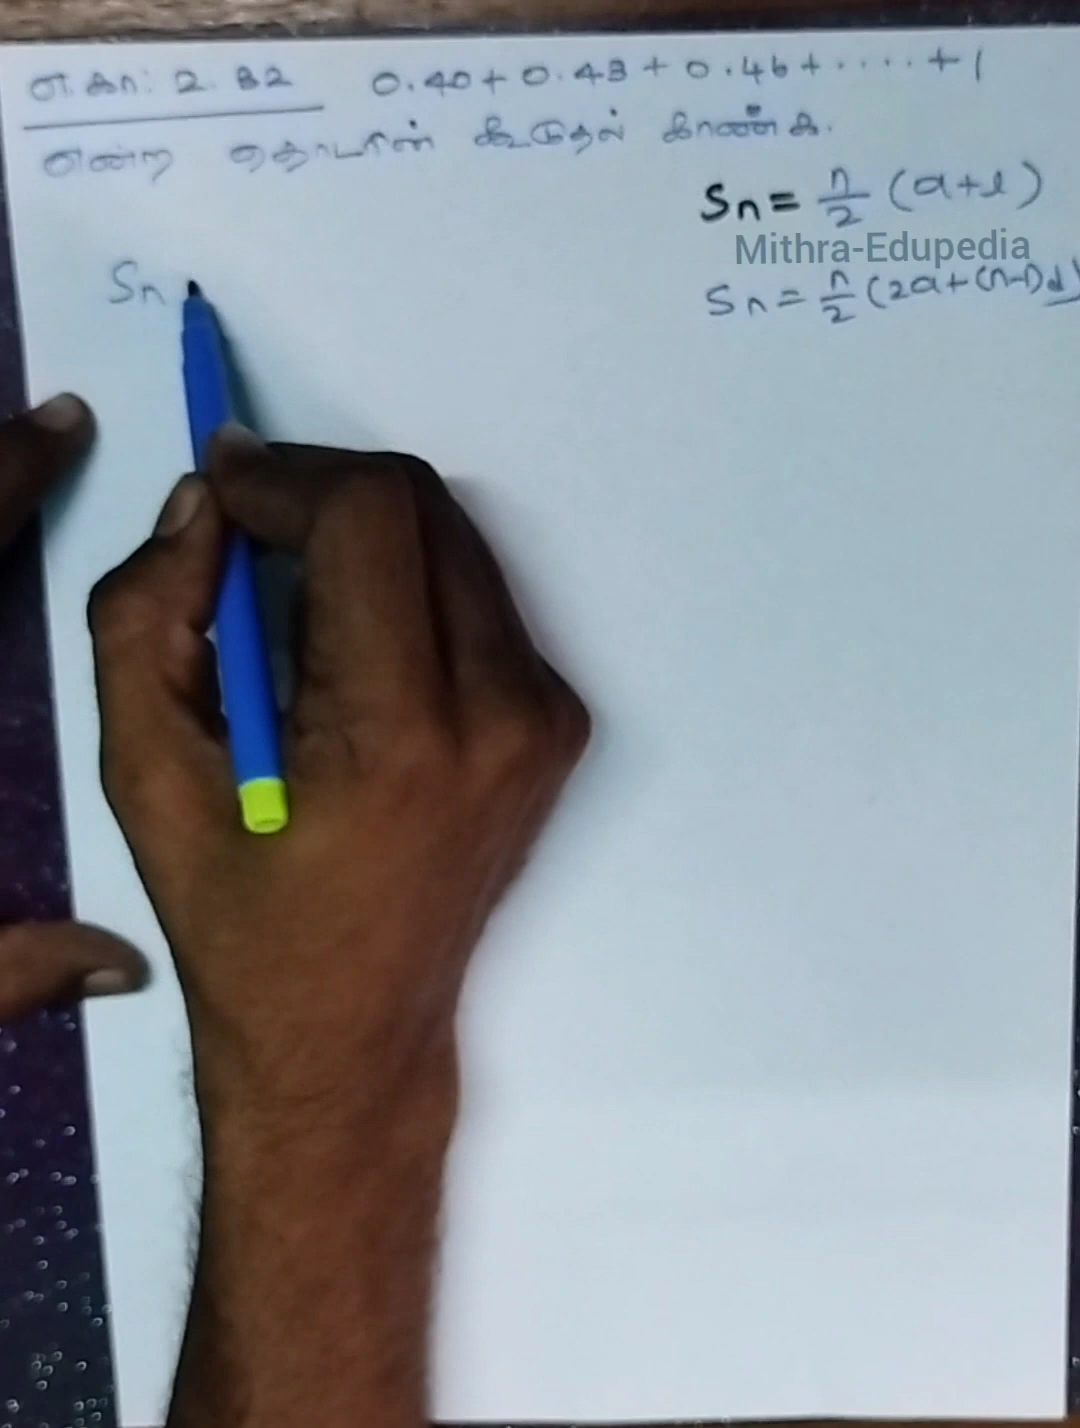 எ.கா: 2. 32 0.40 + 0.43 + 0.46 + ..... + 1
என்ற தொடரின் கூடுதல் காண்க.
Sn = n/2 (a+l)
Mithra-Edupedia
Sn = n/2 (2a+(n-1)d)
Sn